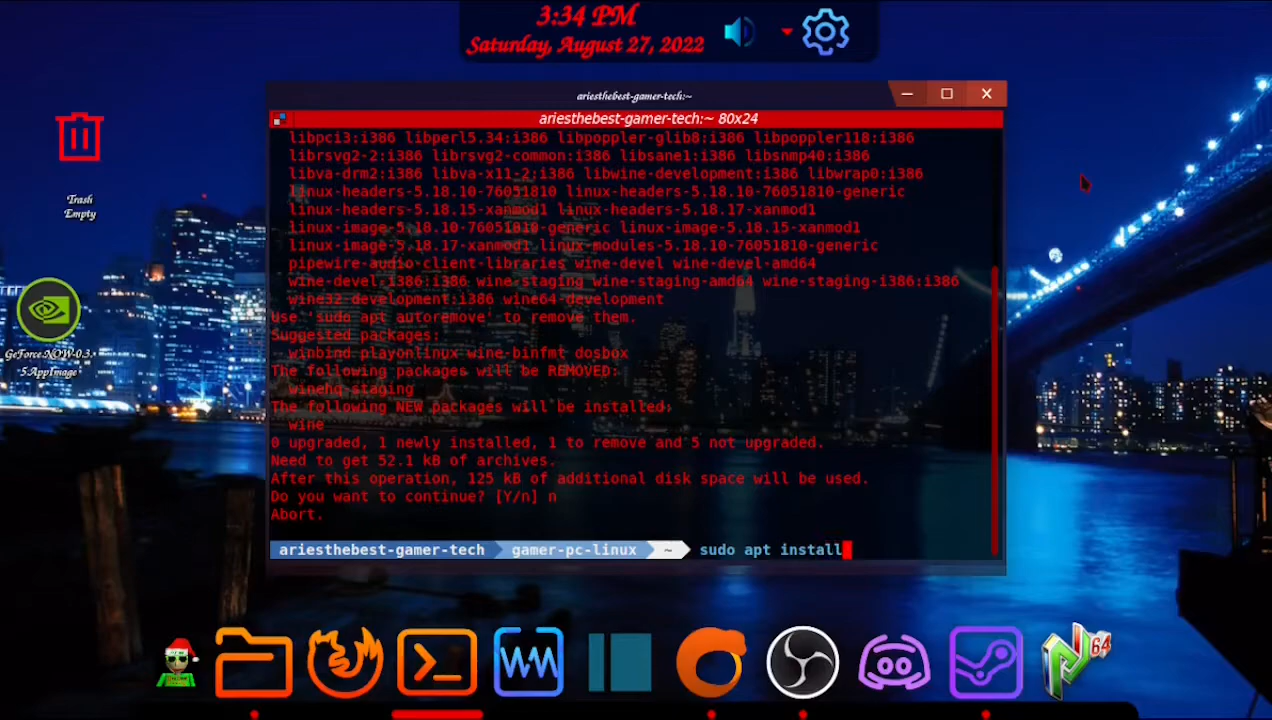 3:34 PM
Saturday, August 27, 2022
ariesthebest-gamer-tech:~
ariesthebest-gamer-tech:~ 80x24
libpci3:i386 libperl5.34:i386 libpoppler-glib8:i386 libpoppler118:i386
librsvg2-2:i386 librsvg2-common:i386 libsane1:i386 libsnmp40:i386
libva-drm2:i386 libva-x11-2:i386 libwine-development:i386 libwrap0:i386
linux-headers-5.18.10-76051810 linux-headers-5.18.10-76051810-generic
linux-headers-5.18.15-xanmod1 linux-headers-5.18.17-xanmod1
linux-image-5.18.10-76051810-generic linux-image-5.18.15-xanmod1
linux-image-5.18.17-xanmod1 linux-modules-5.18.10-76051810-generic
pipewire-audio-client-libraries wine-devel wine-devel-amd64
wine-devel-i386:i386 wine-staging wine-staging-amd64 wine-staging-i386:i386
wine32-development:i386 wine64-development
Use 'sudo apt autoremove' to remove them.
Suggested packages:
winbind playonlinux wine-binfmt dosbox
The following packages will be REMOVED:
winehq-staging
The following NEW packages will be installed:
wine
0 upgraded, 1 newly installed, 1 to remove and 5 not upgraded.
Need to get 52.1 kB of archives.
After this operation, 125 kB of additional disk space will be used.
Do you want to continue? [Y/n] n
Abort.
ariesthebest-gamer-tech gamer-pc-linux ~ sudo apt install
Trash
Empty
GeForce NOW-0.3.
5.AppImage
64